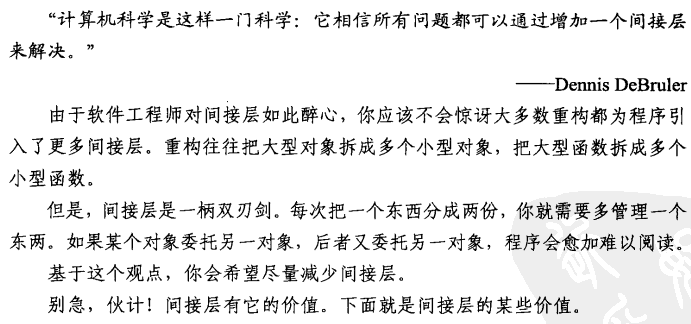 “计算机科学是这样一门科学：它相信所有问题都可以通过增加一个间接层
来解决。”
——Dennis DeBruler
由于软件工程师对间接层如此醉心，你应该不会惊讶大多数重构都为程序引
入了更多间接层。重构往往把大型对象拆成多个小型对象，把大型函数拆成多个
小型函数。
但是，间接层是一柄双刃剑。每次把一个东西分成两份，你就需要多管理一个
东两。如果某个对象委托另一对象，后者又委托另一对象，程序会愈加难以阅读。
基于这个观点，你会希望尽量减少间接层。
别急，伙计！间接层有它的价值。下面就是间接层的某些价值。